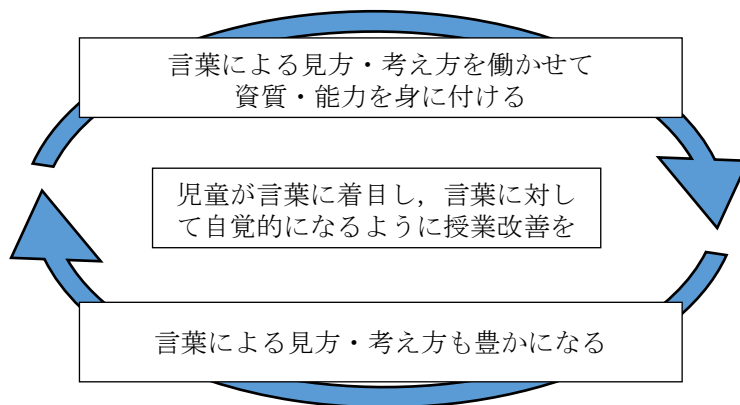 言葉による見方・考え方を働かせて
資質・能力を身に付ける
児童が言葉に着目し，言葉に対し
て自覚的になるように授業改善を
言葉による見方・考え方も豊かになる